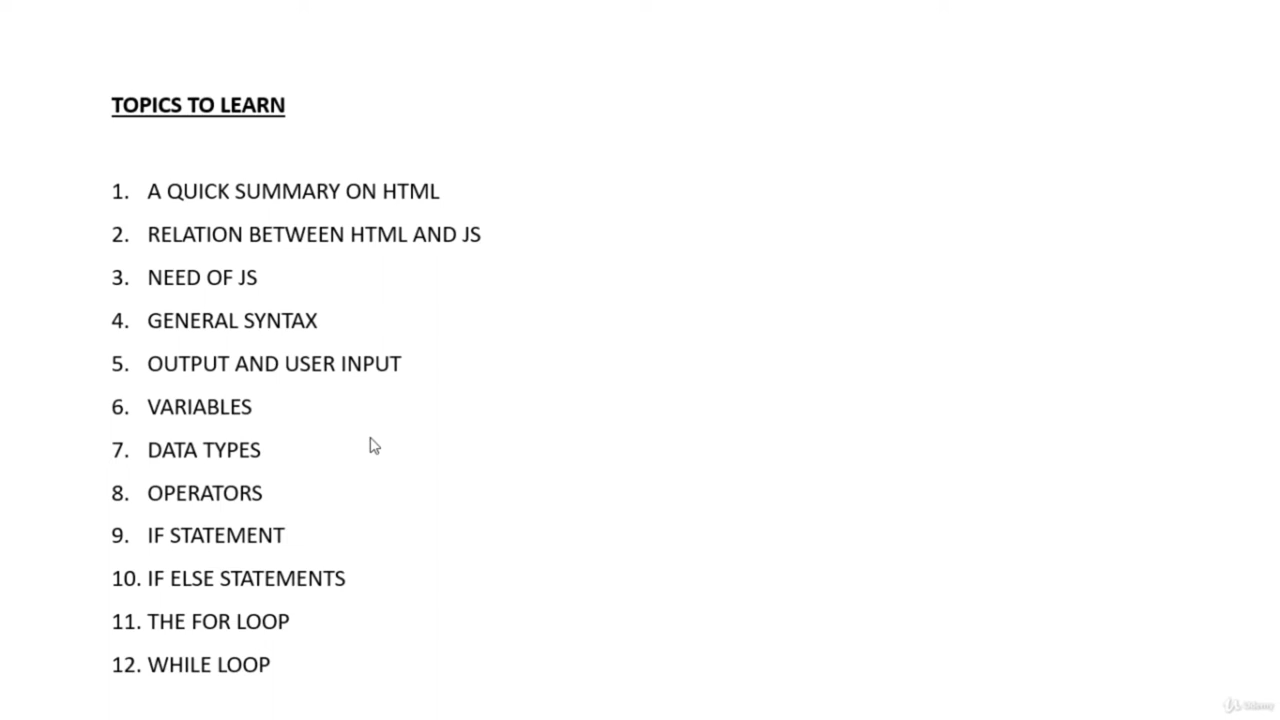 TOPICS TO LEARN
1. A QUICK SUMMARY ON HTML
2. RELATION BETWEEN HTML AND JS
3. NEED OF JS
4. GENERAL SYNTAX
5. OUTPUT AND USER INPUT
6. VARIABLES
7. DATA TYPES
8. OPERATORS
9. IF STATEMENT
10. IF ELSE STATEMENTS
11. THE FOR LOOP
12. WHILE LOOP
Udemy